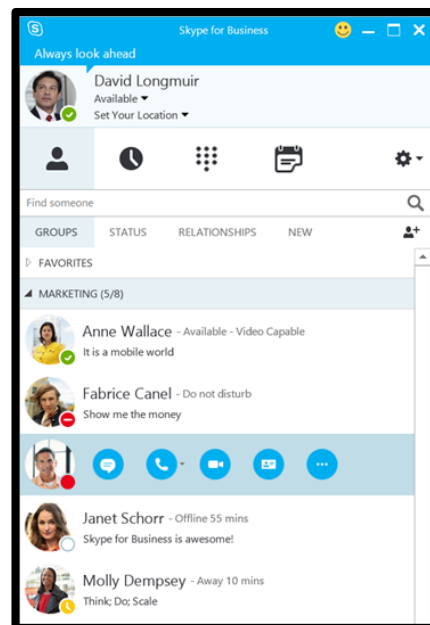 Skype for Business
Always look ahead
David Longmuir
Available
Set Your Location
Find someone
GROUPS STATUS RELATIONSHIPS NEW
FAVORITES
MARKETING (5/8)
Anne Wallace - Available - Video Capable
It is a mobile world
Fabrice Canel - Do not disturb
Show me the money
Janet Schorr - Offline 55 mins
Skype for Business is awesome!
Molly Dempsey - Away 10 mins
Think; Do; Scale